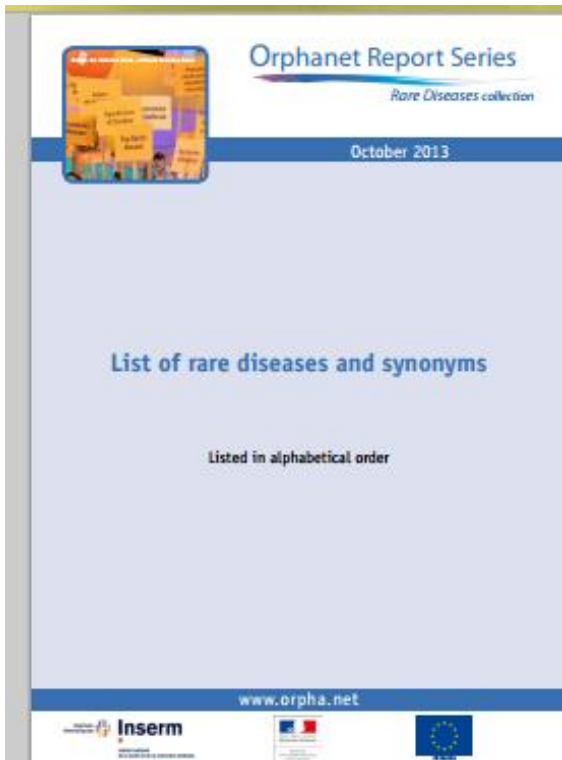 Orphanet Report Series
Rare Diseases collection
October 2013
List of rare diseases and synonyms
Listed in alphabetical order
www.orpha.net
Inserm